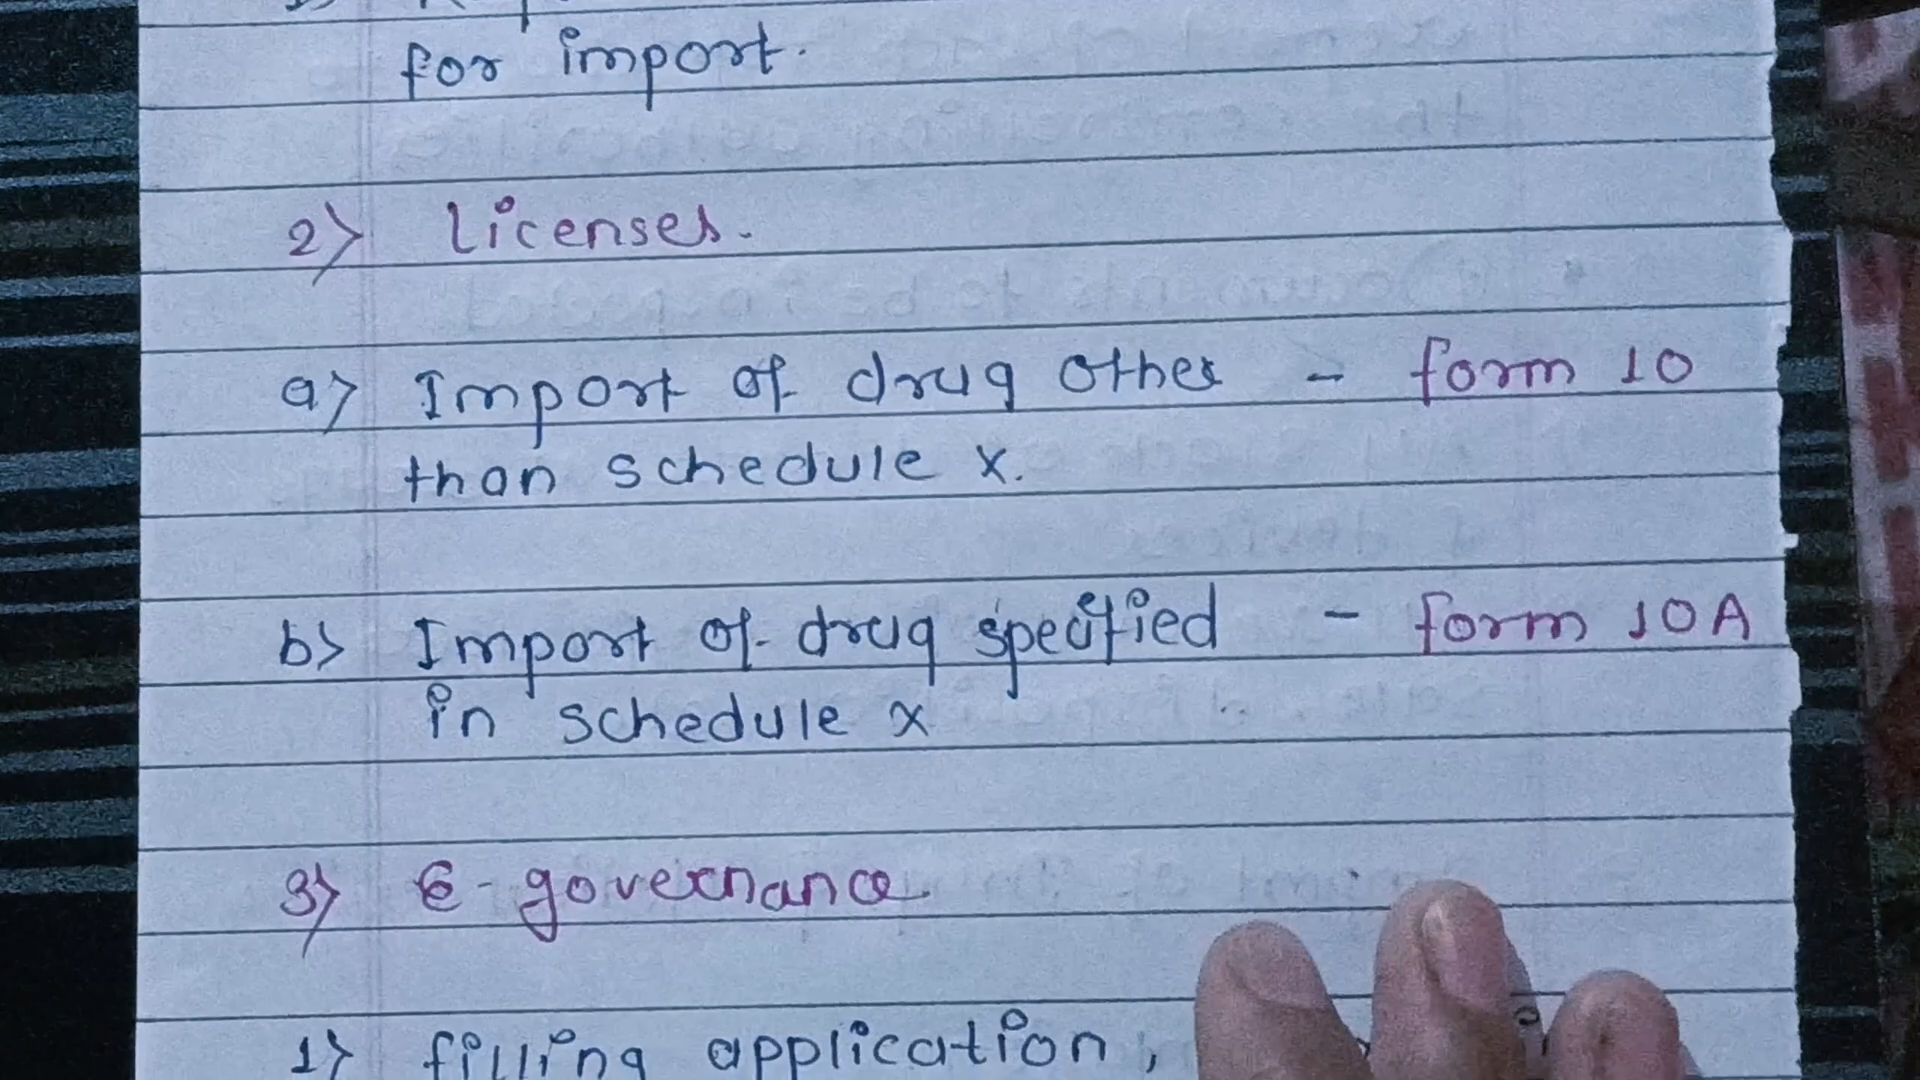 for import.
2) Licenses.
a) Import of drug other - form 10
than schedule x.
b) Import of drug specified - form 10A
in schedule x
3) e-governance.
1) filling application,